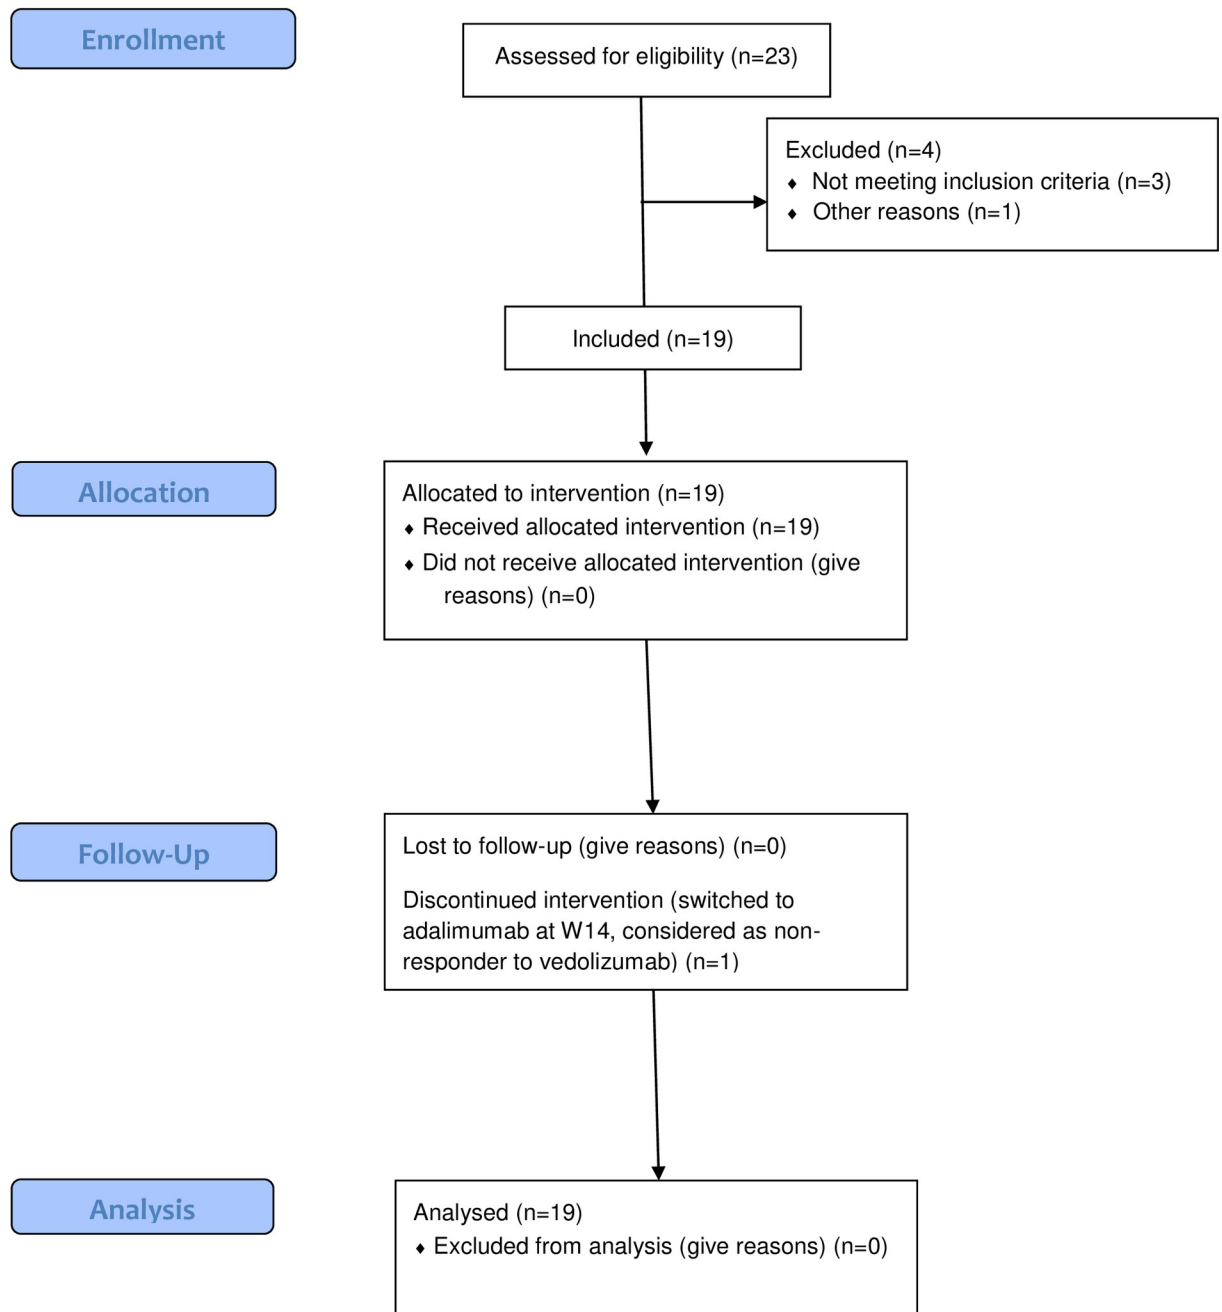 Enrollment
Assessed for eligibility (n=23)
Excluded (n=4)
♦ Not meeting inclusion criteria (n=3)
♦ Other reasons (n=1)
Included (n=19)
Allocation
Allocated to intervention (n=19)
♦ Received allocated intervention (n=19)
♦ Did not receive allocated intervention (give
reasons) (n=0)
Follow-Up
Lost to follow-up (give reasons) (n=0)
Discontinued intervention (switched to
adalimumab at W14, considered as non-
responder to vedolizumab) (n=1)
Analysis
Analysed (n=19)
♦ Excluded from analysis (give reasons) (n=0)